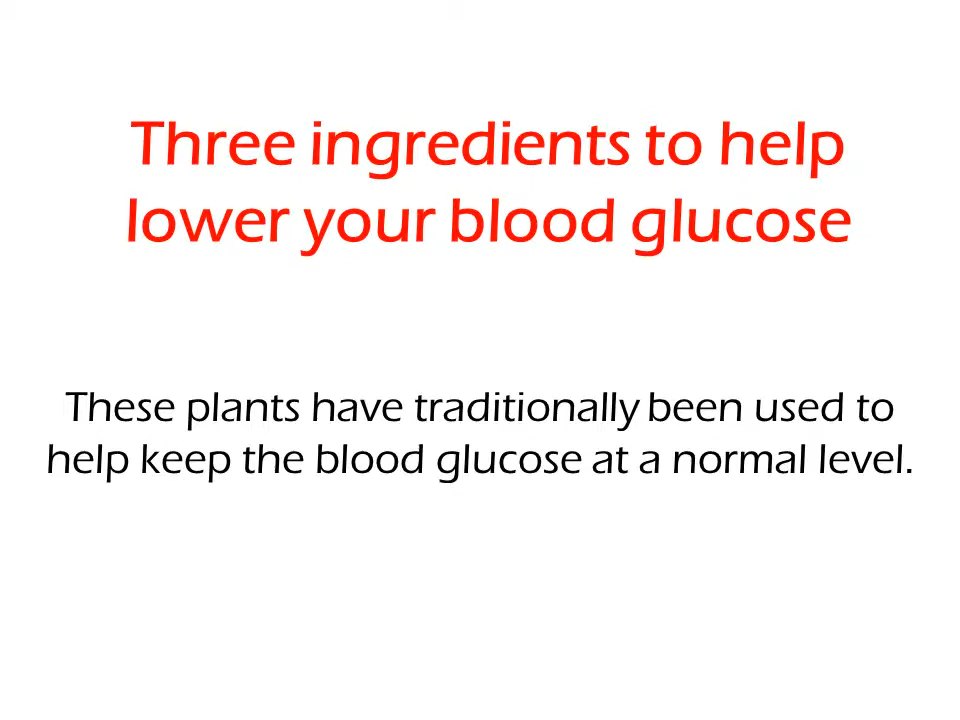 Three ingredients to help
lower your blood glucose
These plants have traditionally been used to
help keep the blood glucose at a normal level.